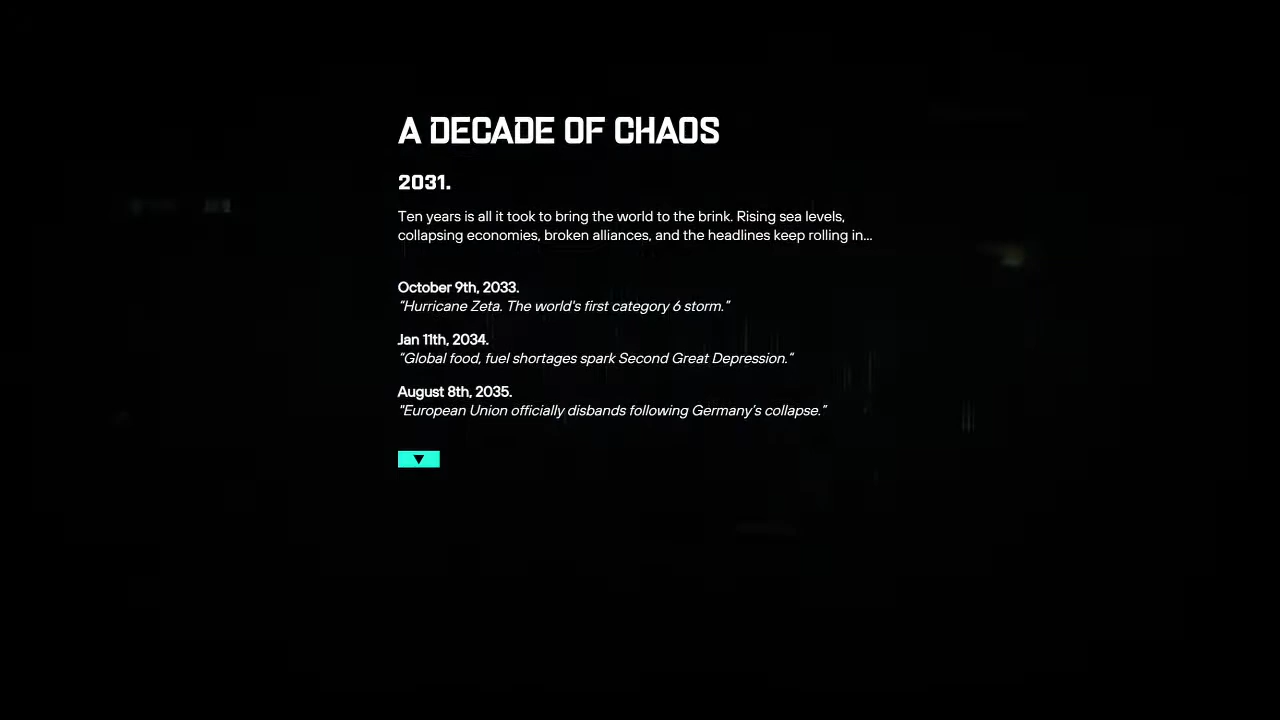 A DECADE OF CHAOS
2031.
Ten years is all it took to bring the world to the brink. Rising sea levels,
collapsing economies, broken alliances, and the headlines keep rolling in...
October 9th, 2033.
“Hurricane Zeta. The world's first category 6 storm.”
Jan 11th, 2034.
“Global food, fuel shortages spark Second Great Depression.”
August 8th, 2035.
"European Union officially disbands following Germany’s collapse.”